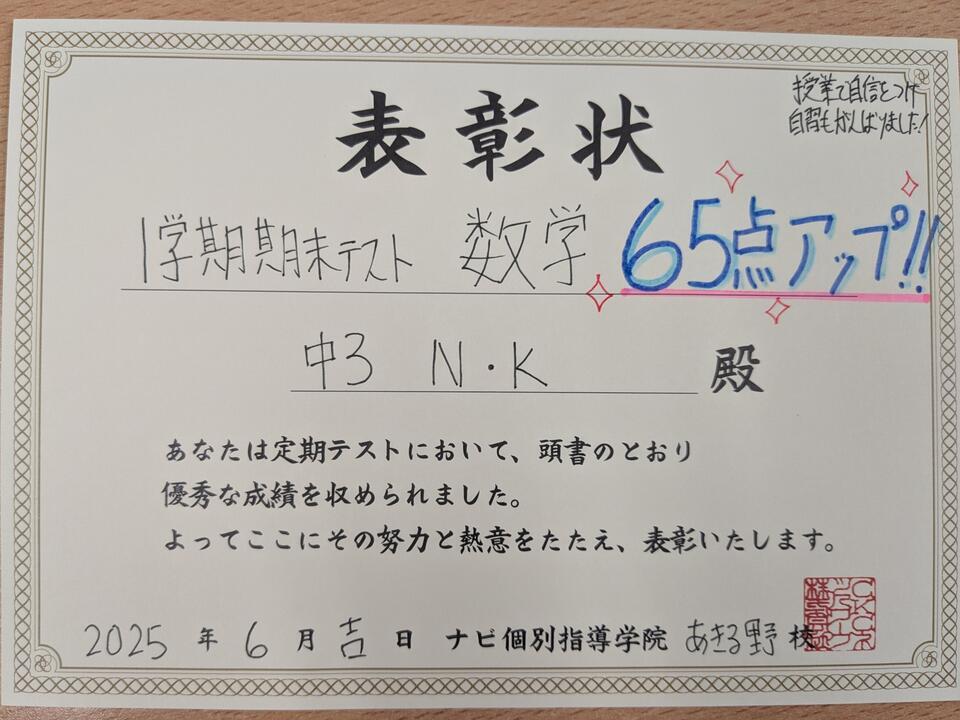 表彰状
授業で自信をつけ
自習もがんばりました!
1学期期末テスト 数学 65点アップ!!
中3 N・K 殿
あなたは定期テストにおいて、頭書のとおり
優秀な成績を収められました。
よってここにその努力と熱意をたたえ、表彰いたします。
2025年6月吉日 ナビ個別指導学院 あきる野校